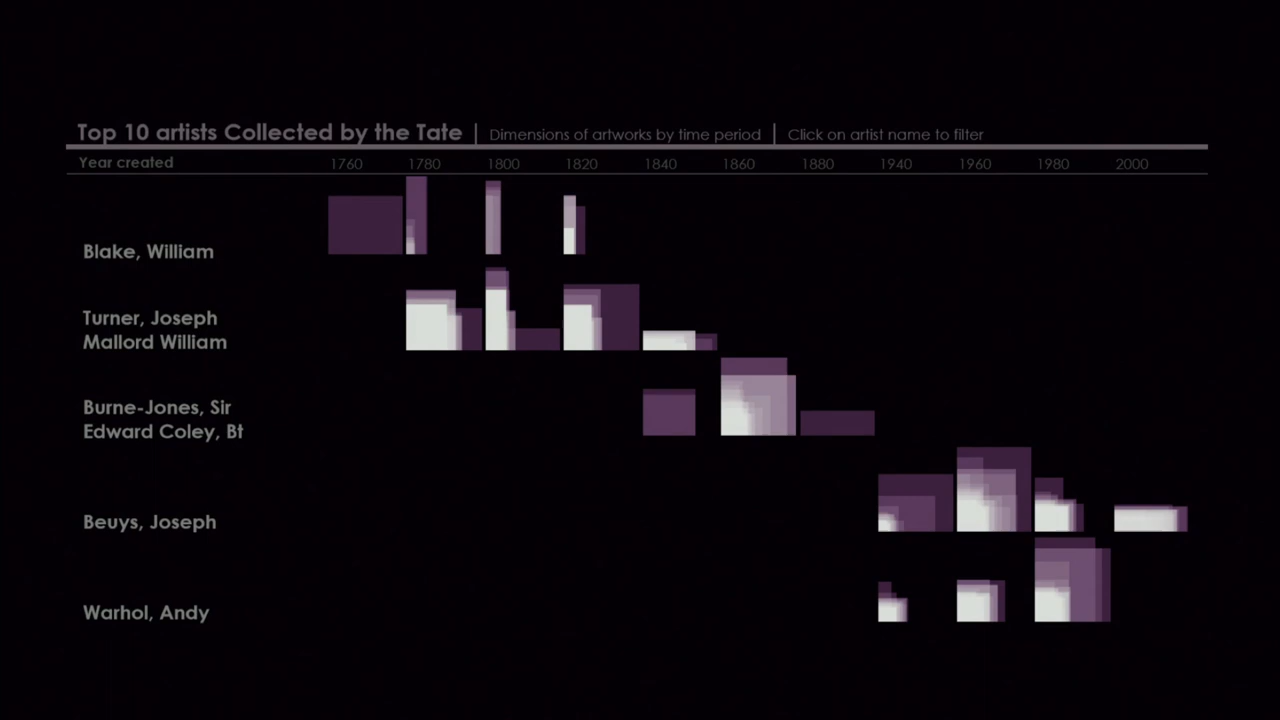 Top 10 artists Collected by the Tate | Dimensions of artworks by time period | Click on artist name to filter
Year created 1760 1780 1800 1820 1840 1860 1880 1940 1960 1980 2000
Blake, William
Turner, Joseph
Mallord William
Burne-Jones, Sir
Edward Coley, Bt
Beuys, Joseph
Warhol, Andy